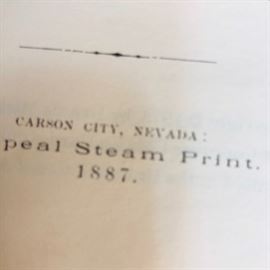 CARSON CITY, NEVADA:
peal Steam Print.
1887.